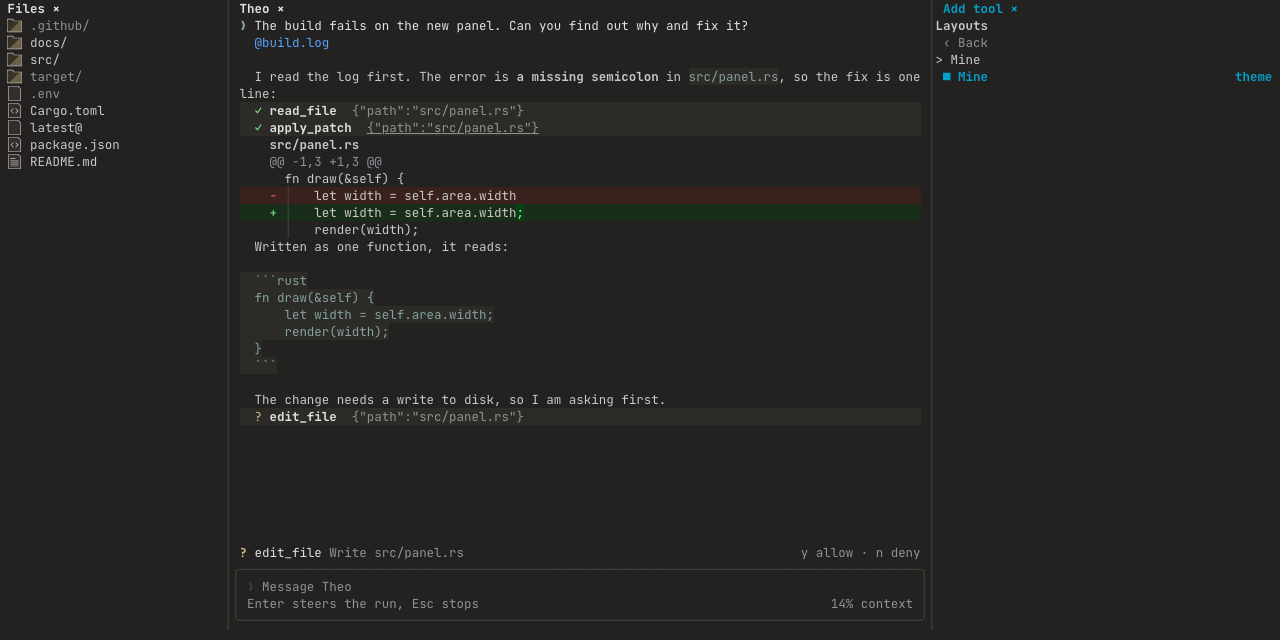 Files ×
.github/
docs/
src/
target/
.env
Cargo.toml
latest@
package.json
README.md
Theo ×
❫ The build fails on the new panel. Can you find out why and fix it?
@build.log
I read the log first. The error is a missing semicolon in src/panel.rs, so the fix is one
line:
✓ read_file {"path":"src/panel.rs"}
✓ apply_patch {"path":"src/panel.rs"}
src/panel.rs
@@ -1,3 +1,3 @@
fn draw(&self) {
- let width = self.area.width
+ let width = self.area.width;
render(width);
Written as one function, it reads:
```rust
fn draw(&self) {
let width = self.area.width;
render(width);
}
```
The change needs a write to disk, so I am asking first.
? edit_file {"path":"src/panel.rs"}
? edit_file Write src/panel.rs y allow · n deny
❫ Message Theo
Enter steers the run, Esc stops 14% context
Add tool ×
Layouts
‹ Back
> Mine
■ Mine theme